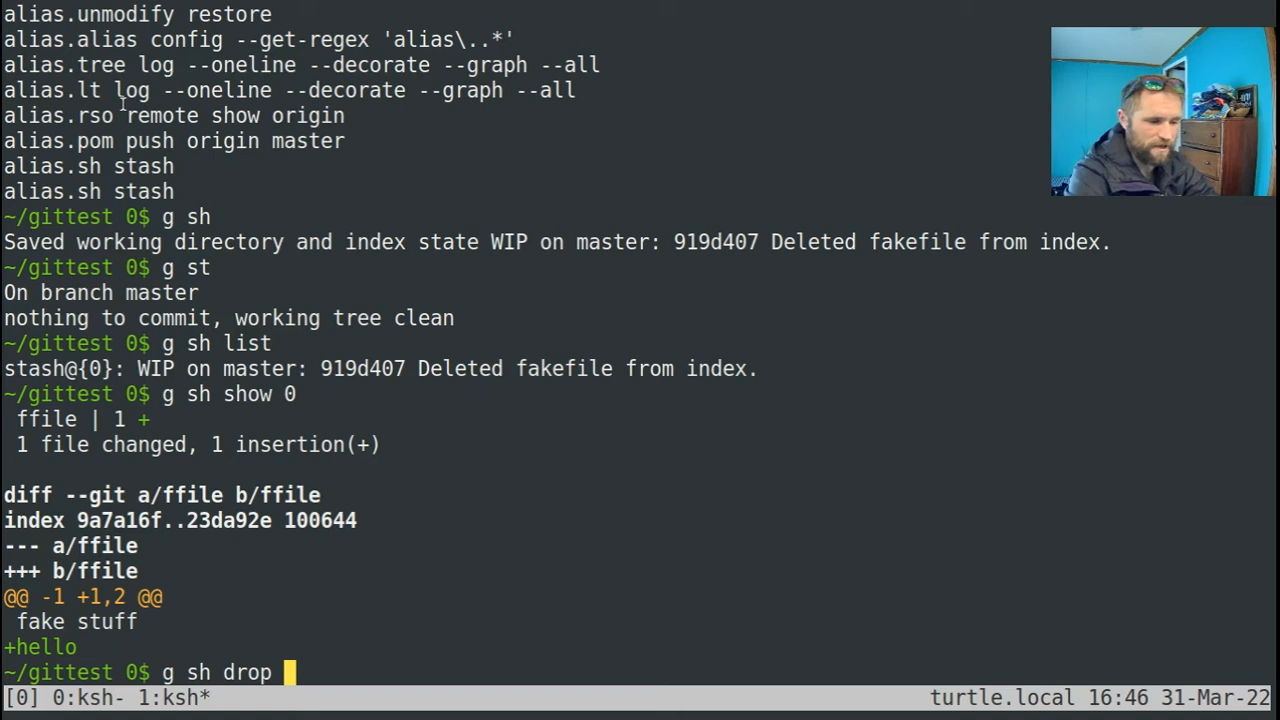 alias.unmodify restore
alias.alias config --get-regex 'alias\..*'
alias.tree log --oneline --decorate --graph --all
alias.lt log --oneline --decorate --graph --all
alias.rso remote show origin
alias.pom push origin master
alias.sh stash
alias.sh stash
~/gittest 0$ g sh
Saved working directory and index state WIP on master: 919d407 Deleted fakefile from index.
~/gittest 0$ g st
On branch master
nothing to commit, working tree clean
~/gittest 0$ g sh list
stash@{0}: WIP on master: 919d407 Deleted fakefile from index.
~/gittest 0$ g sh show 0
 ffile | 1 +
 1 file changed, 1 insertion(+)

diff --git a/ffile b/ffile
index 9a7a16f..23da92e 100644
--- a/ffile
+++ b/ffile
@@ -1 +1,2 @@
 fake stuff
+hello
~/gittest 0$ g sh drop
[0] 0:ksh- 1:ksh* turtle.local 16:46 31-Mar-22